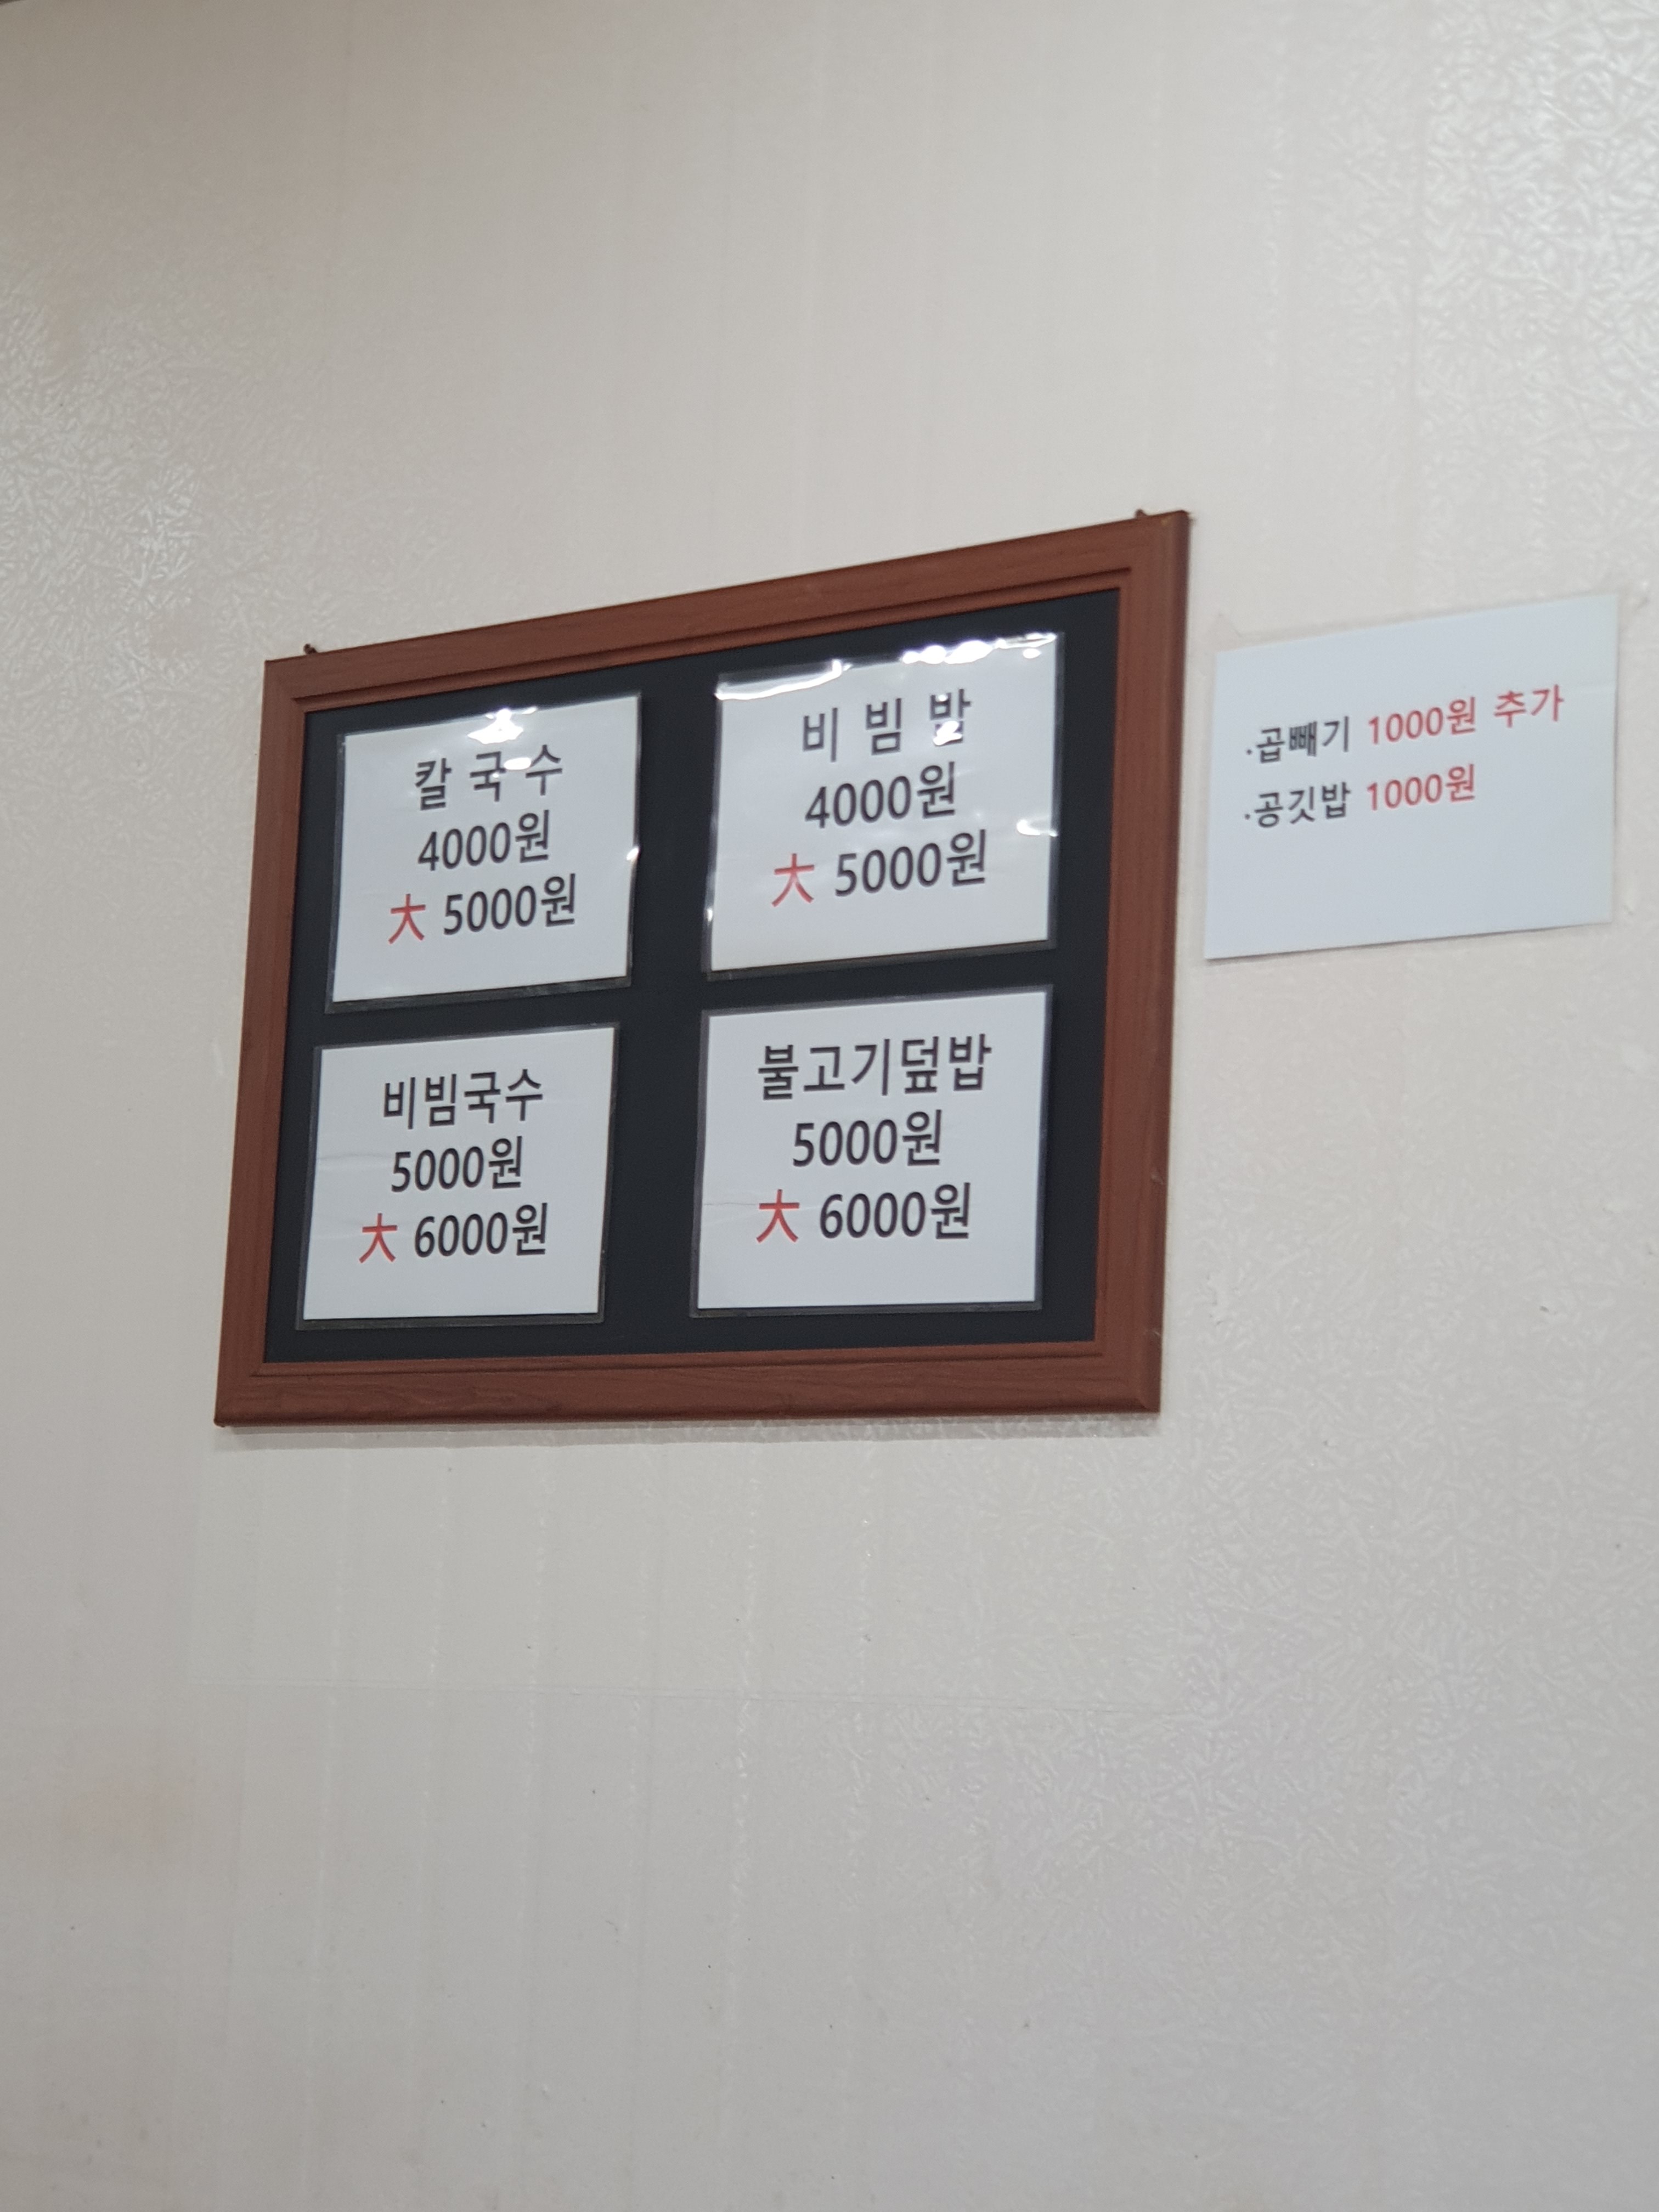 칼국수
4000원
大 5000원
비빔밥
4000원
大 5000원
비빔국수
5000원
大 6000원
불고기덮밥
5000원
大 6000원
·곱빼기 1000원 추가
·공깃밥 1000원